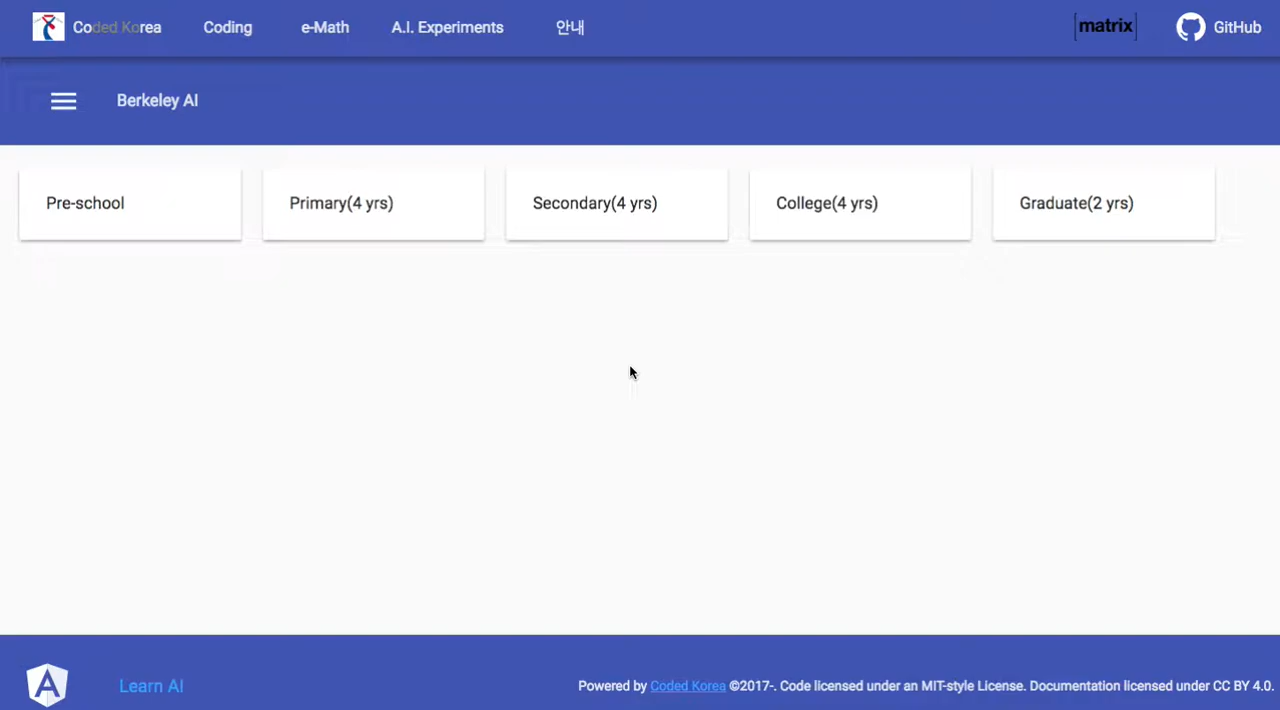 Coded Korea Coding e-Math A.I. Experiments 안내 |matrix| GitHub
Berkeley AI
Pre-school Primary(4 yrs) Secondary(4 yrs) College(4 yrs) Graduate(2 yrs)
A Learn AI Powered by Coded Korea ©2017-. Code licensed under an MIT-style License. Documentation licensed under CC BY 4.0.